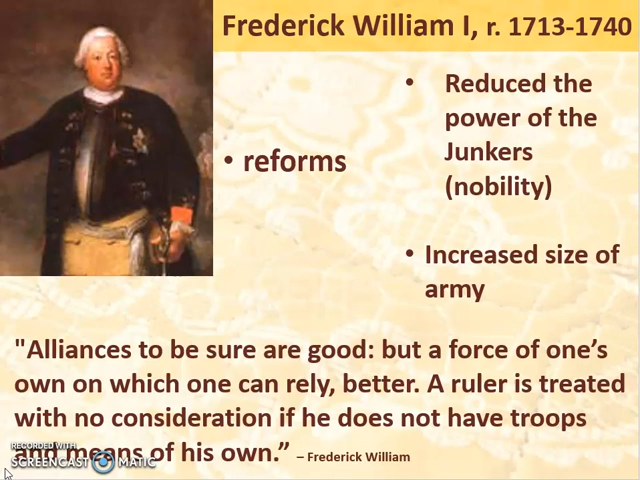 Frederick William I, r. 1713-1740
• reforms
• Reduced the
power of the
Junkers
(nobility)
• Increased size of
army
"Alliances to be sure are good: but a force of one’s
own on which one can rely, better. A ruler is treated
with no consideration if he does not have troops
and means of his own.” – Frederick William
RECORDED WITH
SCREENCAST MATIC